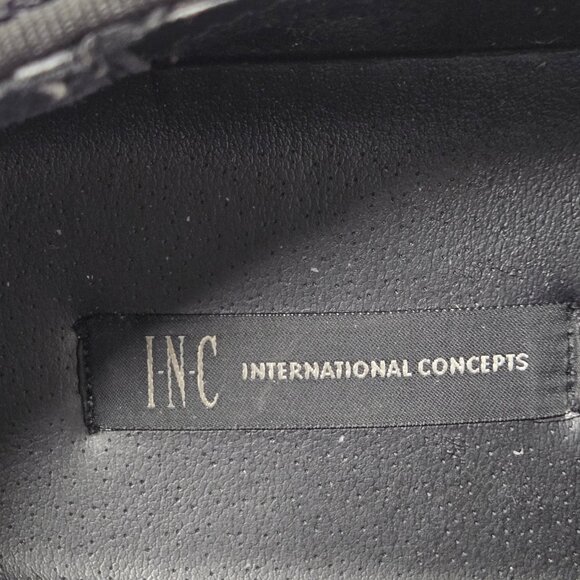 I-N-C INTERNATIONAL CONCEPTS